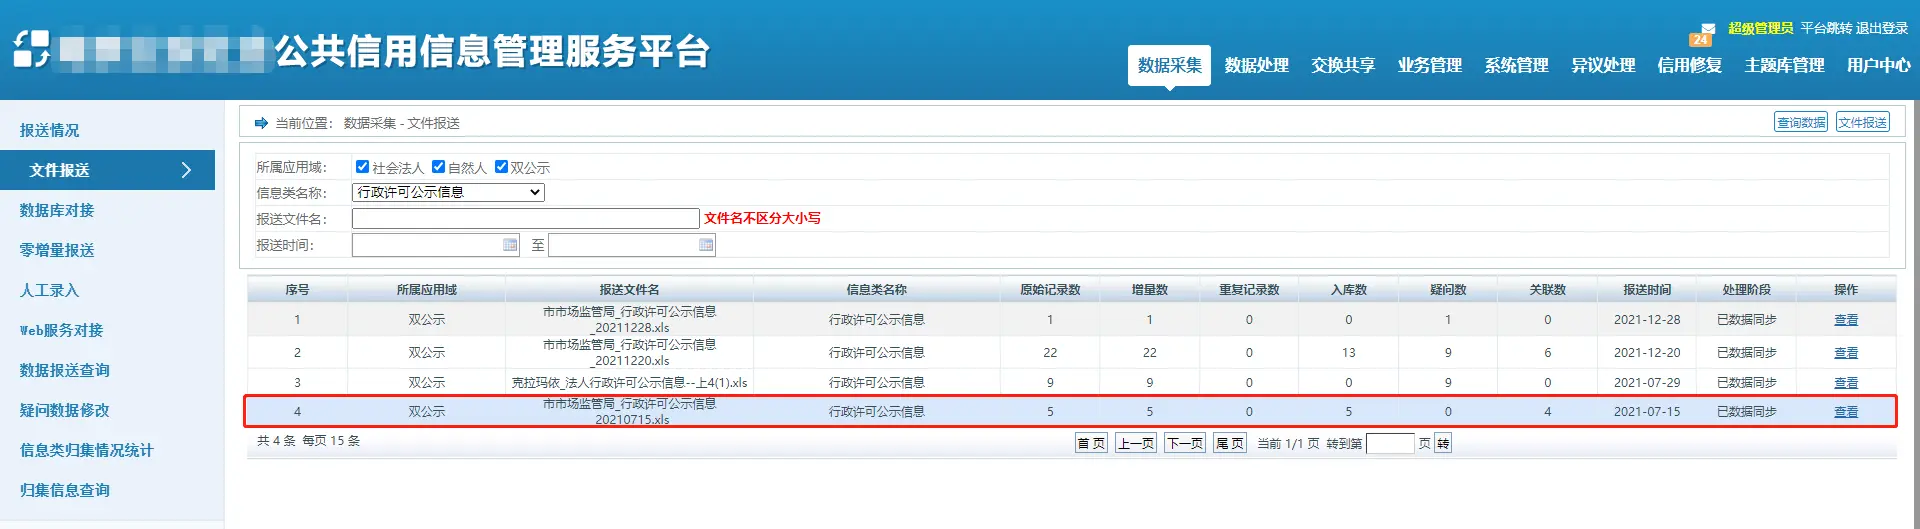 公共信用信息管理服务平台
24 超级管理员 平台跳转 退出登录
数据采集 数据处理 交换共享 业务管理 系统管理 异议处理 信用修复 主题库管理 用户中心
报送情况
文件报送
数据库对接
零增量报送
人工录入
Web服务对接
数据报送查询
疑问数据修改
信息类归集情况统计
归集信息查询
当前位置： 数据采集 - 文件报送
查询数据 文件报送
所属应用域： 社会法人 自然人 双公示
信息类名称： 行政许可公示信息
报送文件名： 文件名不区分大小写
报送时间： 至
序号 所属应用域 报送文件名 信息类名称 原始记录数 增量数 重复记录数 入库数 疑问数 关联数 报送时间 处理阶段 操作
1 双公示 市市场监管局_行政许可公示信息_20211228.xls 行政许可公示信息 1 1 0 0 1 0 2021-12-28 已数据同步 查看
2 双公示 市市场监管局_行政许可公示信息_20211220.xls 行政许可公示信息 22 22 0 13 9 6 2021-12-20 已数据同步 查看
3 双公示 克拉玛依_法人行政许可公示信息--上4(1).xls 行政许可公示信息 9 9 0 0 9 0 2021-07-29 已数据同步 查看
4 双公示 市市场监管局_行政许可公示信息_20210715.xls 行政许可公示信息 5 5 0 5 0 4 2021-07-15 已数据同步 查看
共 4 条 每页 15 条
首 页 上一页 下一页 尾 页 当前 1/1 页 转到第 页 转